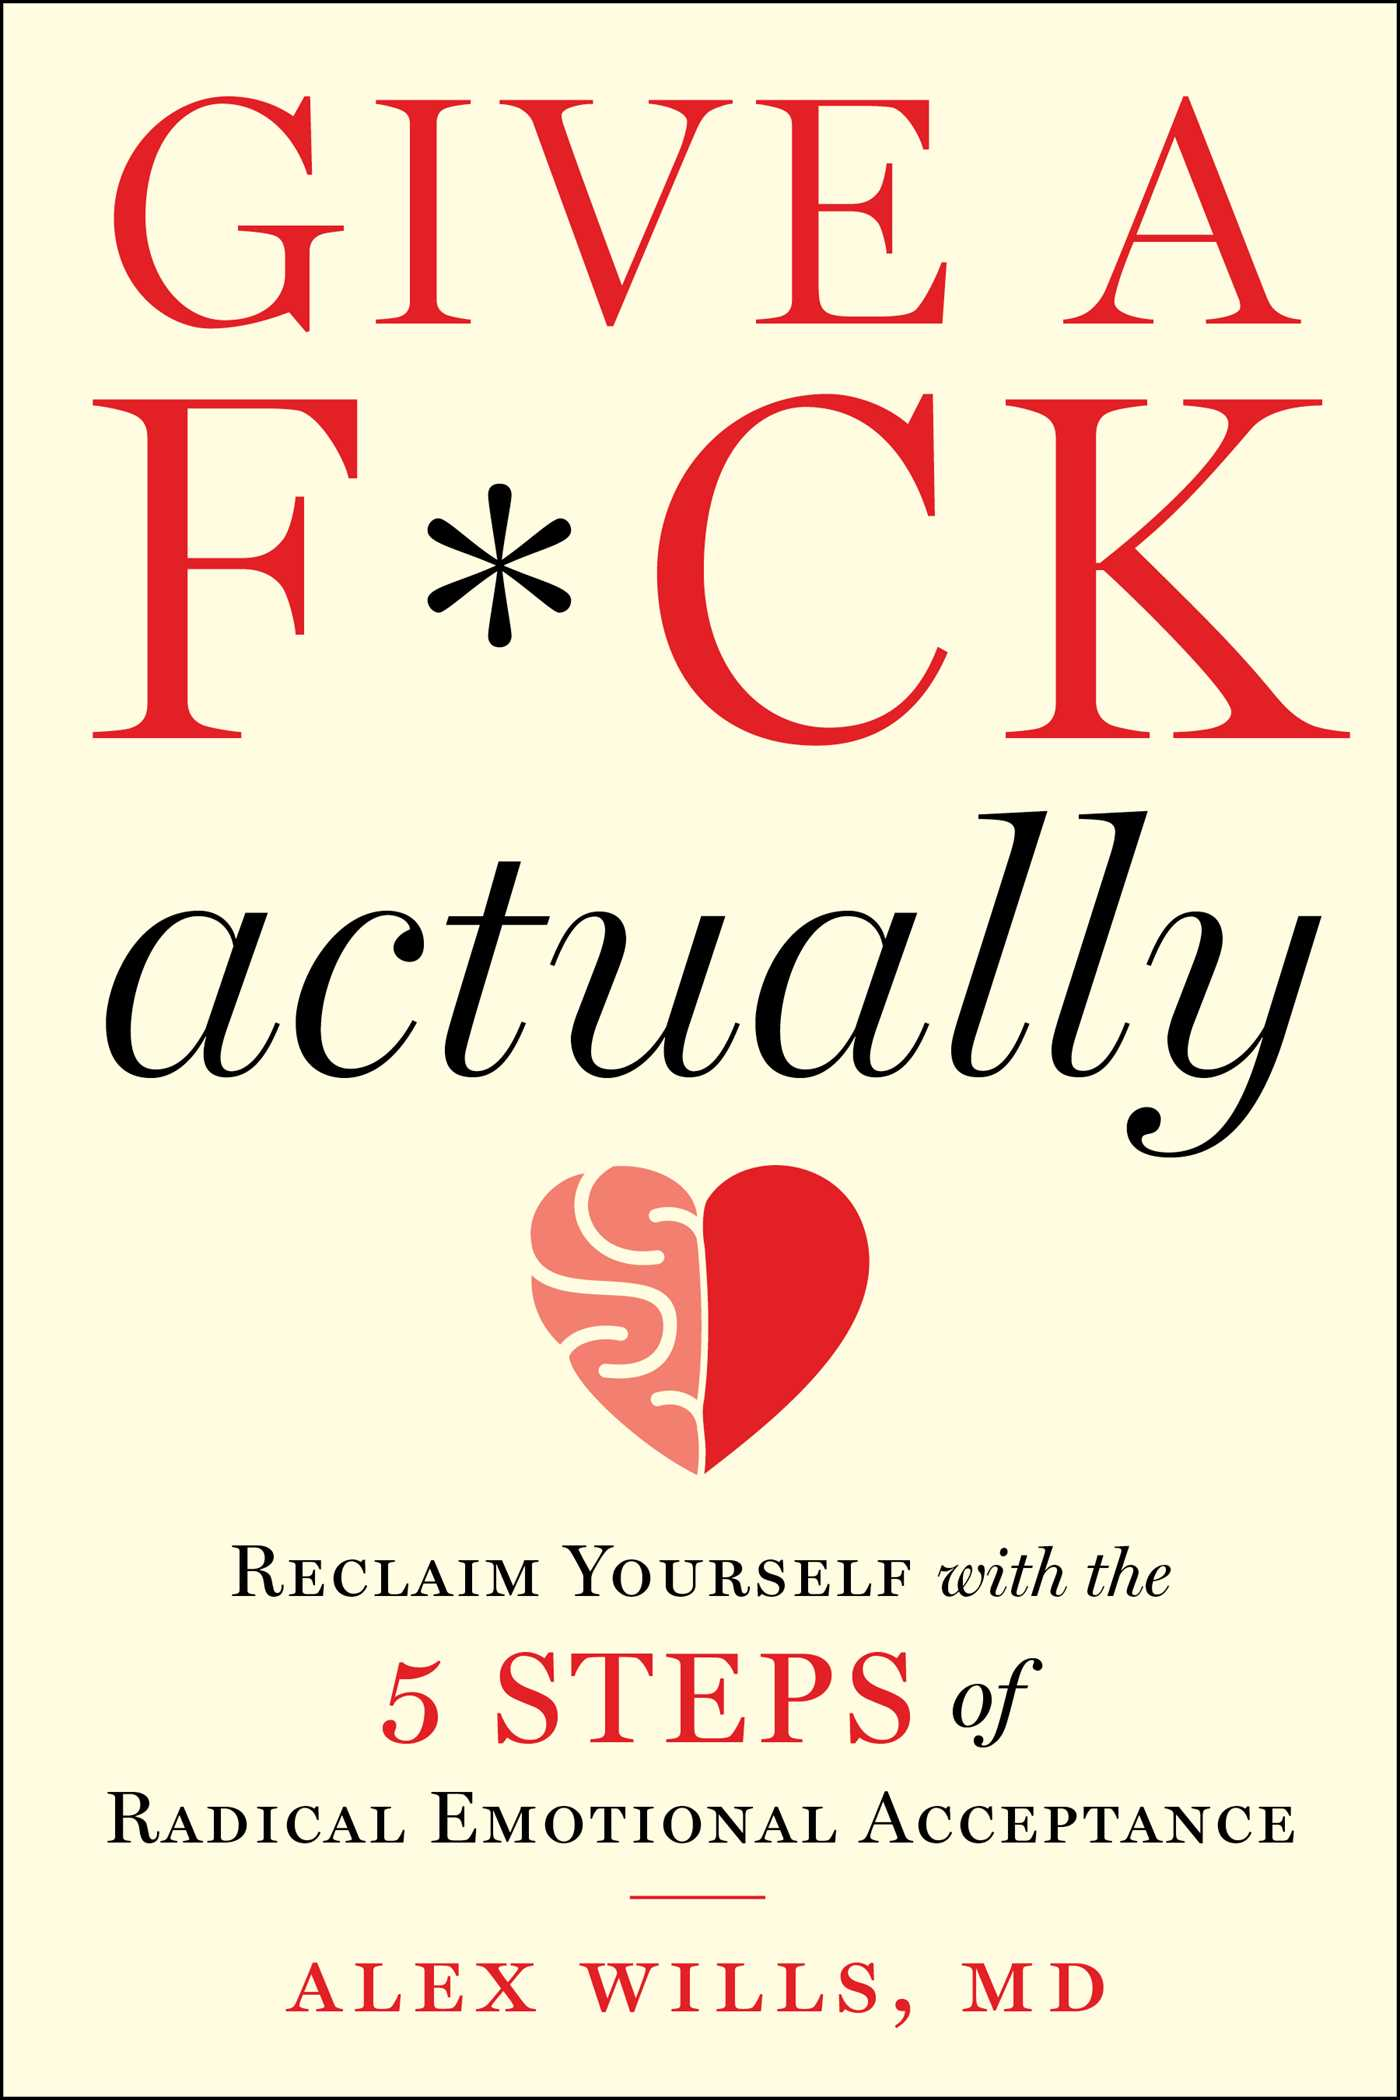 GIVE A
F*CK
actually
RECLAIM YOURSELF with the
5 STEPS of
RADICAL EMOTIONAL ACCEPTANCE
ALEX WILLS, MD